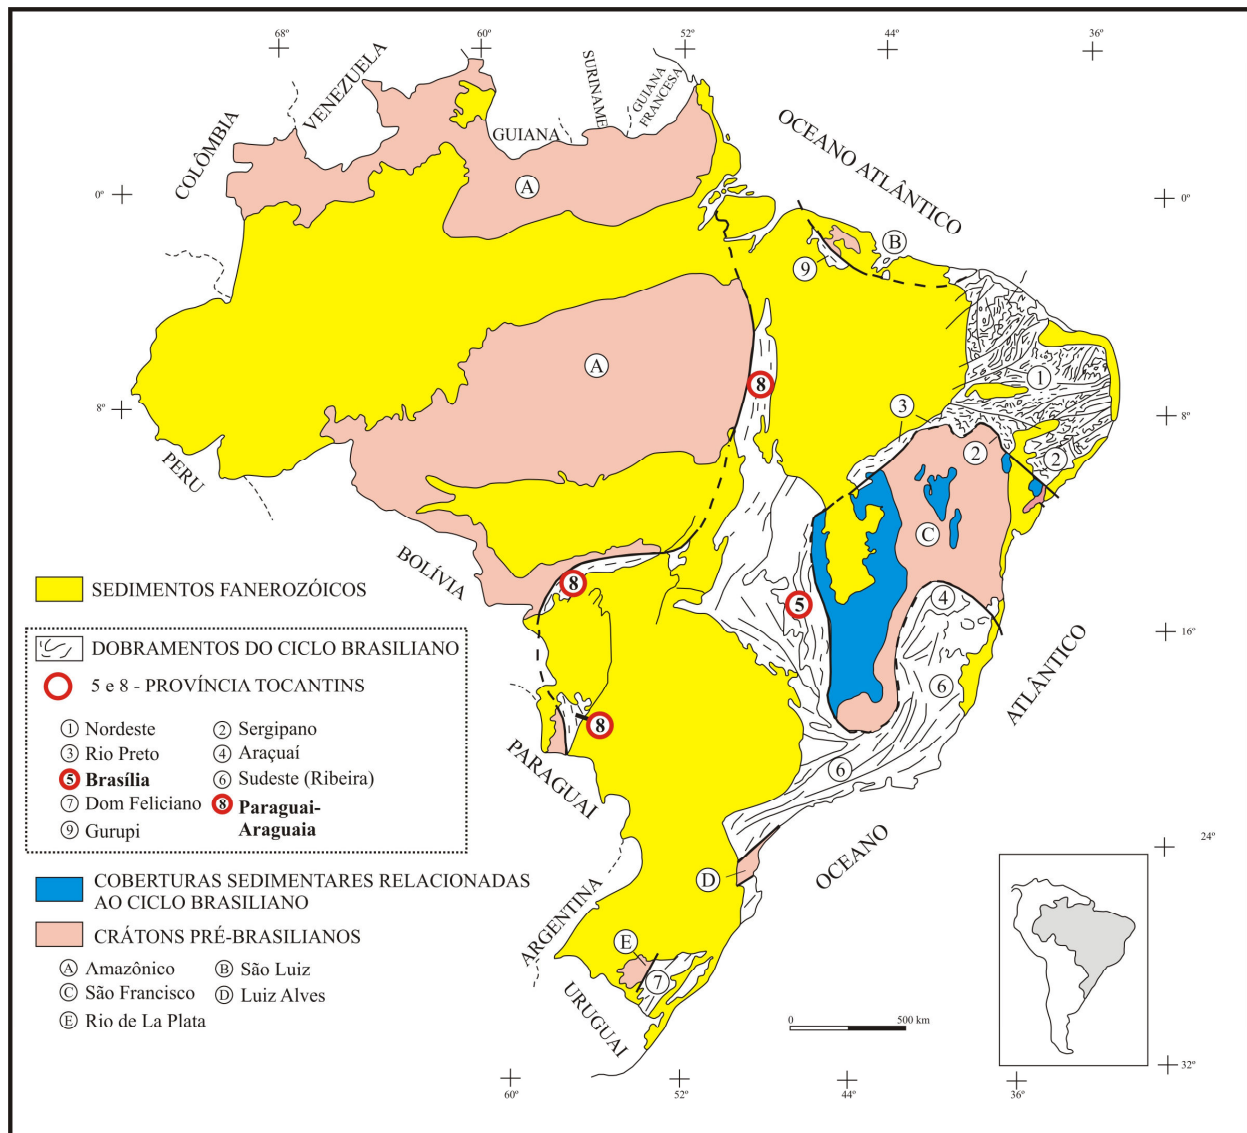 68º
60º
52º
44º
36º
COLÔMBIA
VENEZUELA
GUIANA
SURINAME
GUIANA
FRANCESA
OCEANO ATLÂNTICO
0º
0º
A
B
9
A
8
1
3
8º
8º
2
2
PERU
C
BOLÍVIA
8
5
4
16º
ATLÂNTICO
6
8
PARAGUAI
6
24º
OCEANO
D
ARGENTINA
E
7
URUGUAI
0
500 km
32º
60º
52º
44º
36º
SEDIMENTOS FANEROZÓICOS
DOBRAMENTOS DO CICLO BRASILIANO
5 e 8 - PROVÍNCIA TOCANTINS
1 Nordeste
2 Sergipano
3 Rio Preto
4 Araçuaí
5 Brasília
6 Sudeste (Ribeira)
7 Dom Feliciano
8 Paraguai-
Araguaia
9 Gurupi
COBERTURAS SEDIMENTARES RELACIONADAS
AO CICLO BRASILIANO
CRÁTONS PRÉ-BRASILIANOS
A Amazônico
B São Luiz
C São Francisco
D Luiz Alves
E Rio de La Plata